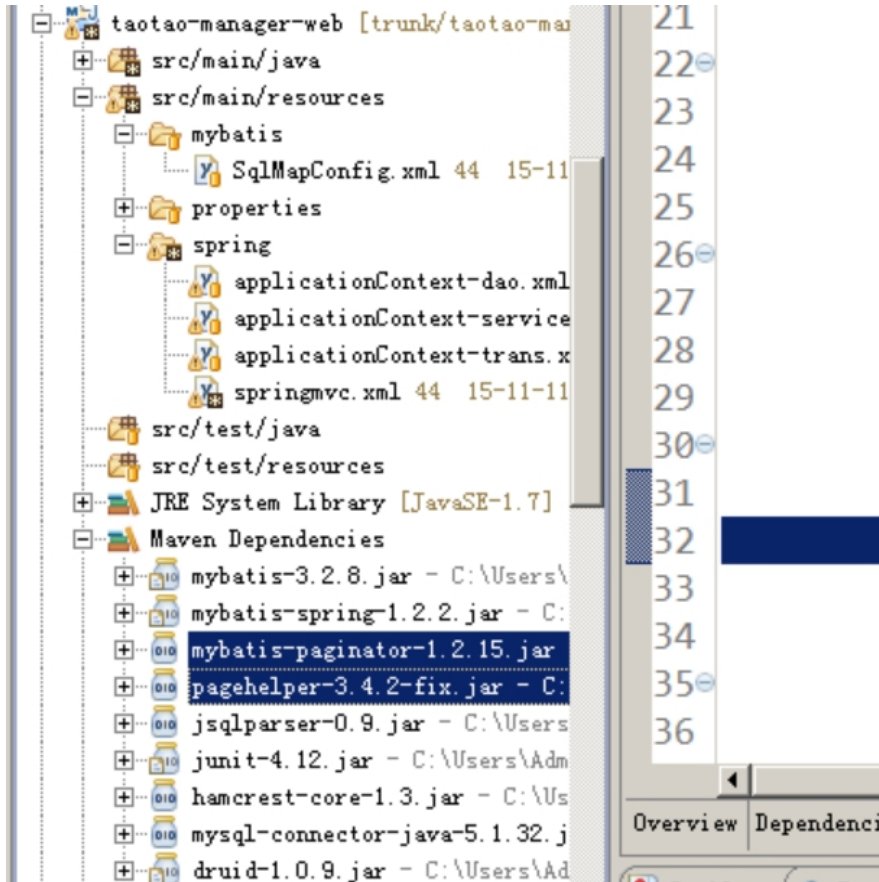 taotao-manager-web [trunk/taotao-ma
src/main/java
src/main/resources
mybatis
SqlMapConfig.xml 44 15-11
properties
spring
applicationContext-dao.xml
applicationContext-service
applicationContext-trans.x
springmvc.xml 44 15-11-11
src/test/java
src/test/resources
JRE System Library [JavaSE-1.7]
Maven Dependencies
mybatis-3.2.8.jar - C:\Users\
mybatis-spring-1.2.2.jar - C:
mybatis-paginator-1.2.15.jar
pagehelper-3.4.2-fix.jar - C:
jsqlparser-0.9.jar - C:\Users
junit-4.12.jar - C:\Users\Adm
hamcrest-core-1.3.jar - C:\Us
mysql-connector-java-5.1.32.j
druid-1.0.9.jar - C:\Users\Ad
21
22
23
24
25
26
27
28
29
30
31
32
33
34
35
36
Overview Dependenci